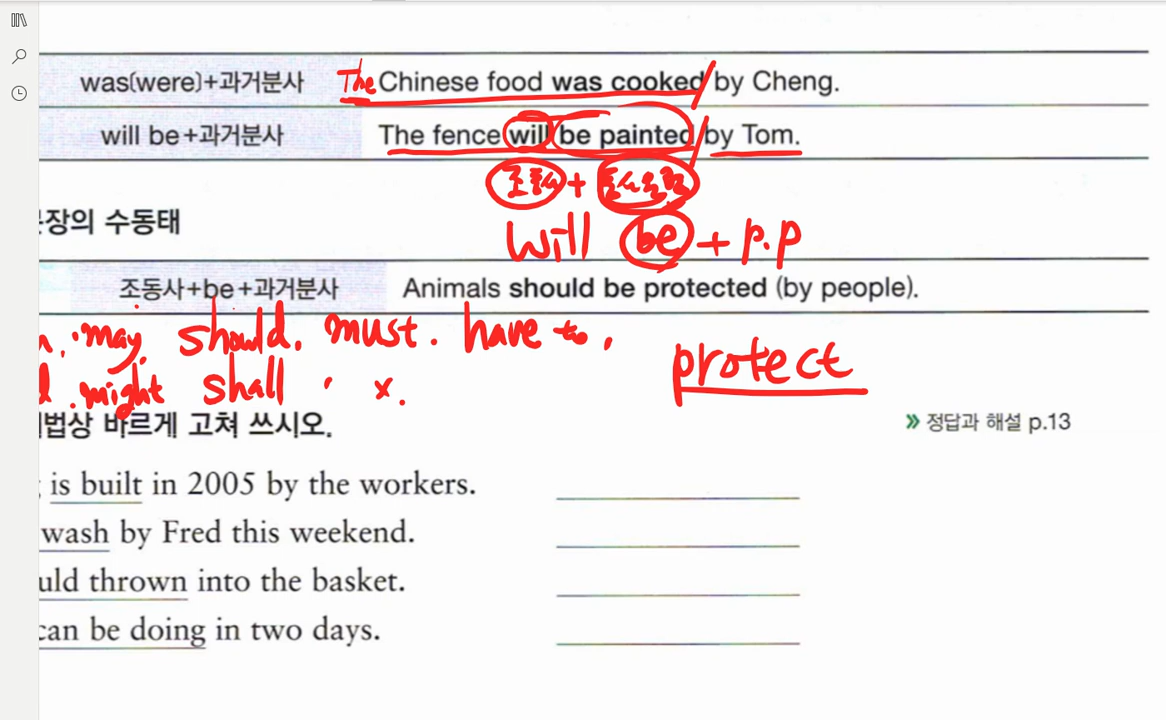 was(were)+과거분사 The Chinese food was cooked / by Cheng.
will be+과거분사 The fence will be painted / by Tom.
조동사 + 동사원형
will be + p.p
문장의 수동태
조동사+be+과거분사 Animals should be protected (by people).
may. should. must. have to.
might shall x.
protect
법상 바르게 고쳐 쓰시오.
» 정답과 해설 p.13
is built in 2005 by the workers.
wash by Fred this weekend.
uld thrown into the basket.
can be doing in two days.